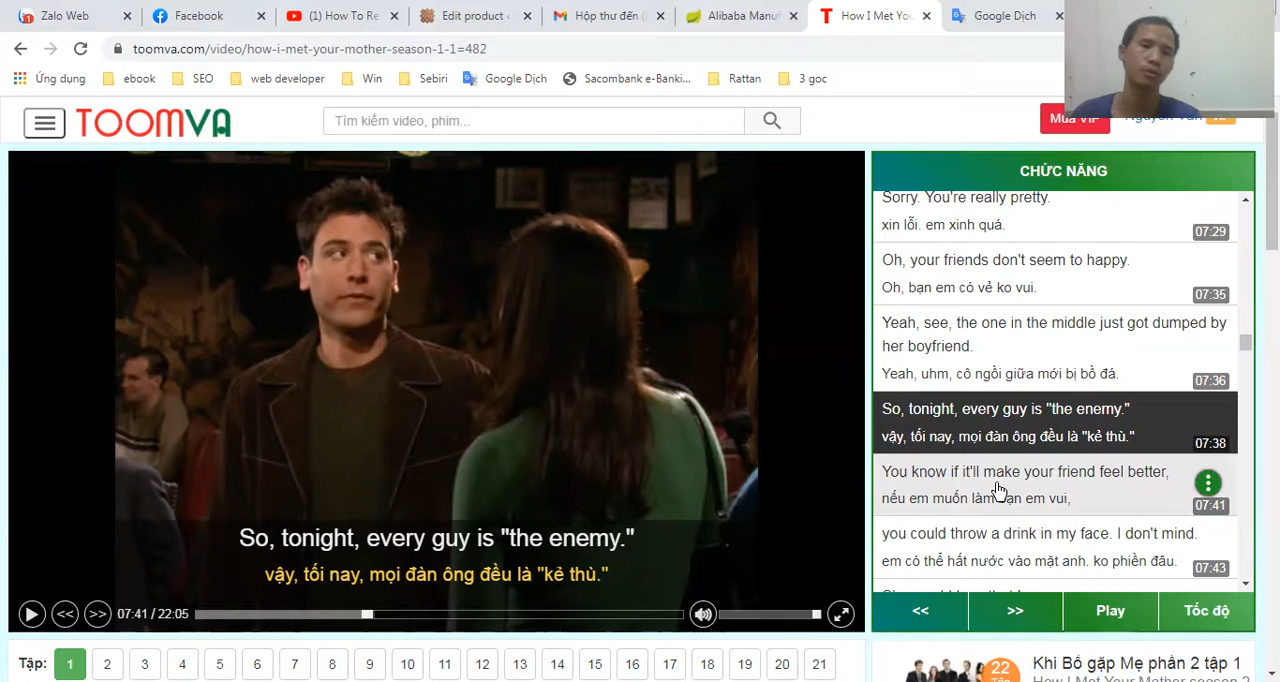 Zalo Web
Facebook
(1) How To Re
Edit product
Hộp thư đến (
Alibaba Manuf
How I Met You
Google Dịch
toomva.com/video/how-i-met-your-mother-season-1-1=482
Ứng dụng
ebook
SEO
web developer
Win
Sebiri
Google Dịch
Sacombank e-Banki...
Rattan
3 goc
TOOMVA
Tìm kiếm video, phim...
Mua VIP
CHỨC NĂNG
Sorry. You're really pretty.
xin lỗi. em xinh quá.
07:29
Oh, your friends don't seem to happy.
Oh, bạn em có vẻ ko vui.
07:35
Yeah, see, the one in the middle just got dumped by
her boyfriend.
Yeah, uhm, cô ngồi giữa mới bị bồ đá.
07:36
So, tonight, every guy is "the enemy."
vậy, tối nay, mọi đàn ông đều là "kẻ thù."
07:38
You know if it'll make your friend feel better,
nếu em muốn làm bạn em vui,
07:41
you could throw a drink in my face. I don't mind.
em có thể hất nước vào mặt anh. ko phiền đâu.
07:43
So, tonight, every guy is "the enemy."
vậy, tối nay, mọi đàn ông đều là "kẻ thù."
07:41 / 22:05
<< >> Play Tốc độ
Tập: 1 2 3 4 5 6 7 8 9 10 11 12 13 14 15 16 17 18 19 20 21
22
Tập
Khi Bố gặp Mẹ phần 2 tập 1
How I Met Your Mother season 2